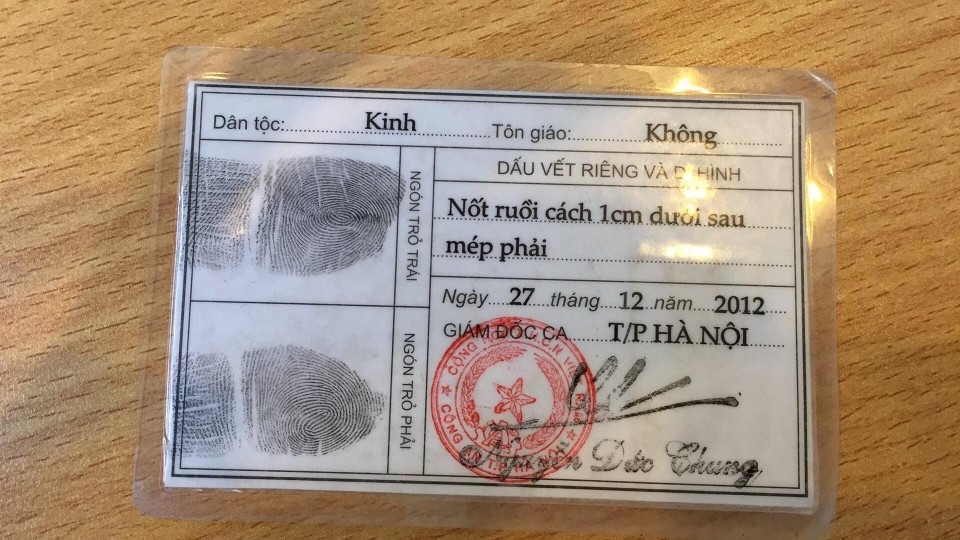 Dân tộc: Kinh Tôn giáo: Không
NGÓN TRỎ TRÁI
DẤU VẾT RIÊNG VÀ DỊ HÌNH
Nốt ruồi cách 1cm dưới sau
mép phải
NGÓN TRỎ PHẢI
Ngày 27 tháng 12 năm 2012
GIÁM ĐỐC CA T/P HÀ NỘI
Nguyễn Đức Chung